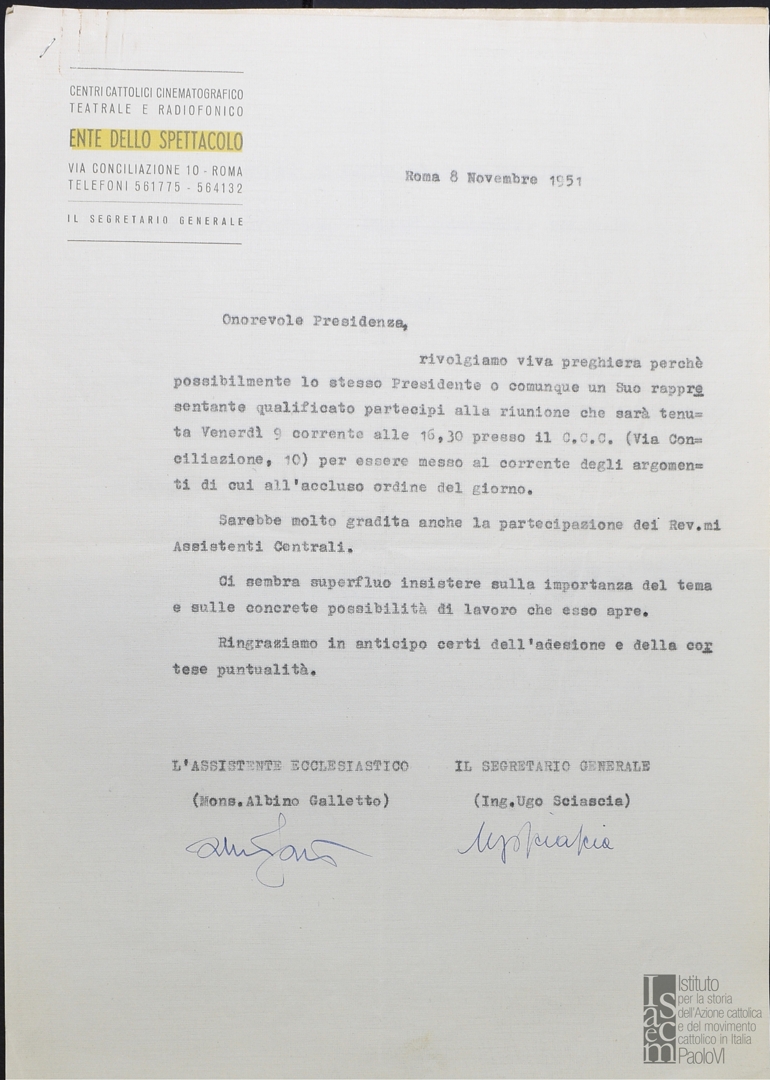 CENTRI CATTOLICI CINEMATOGRAFICO
TEATRALE E RADIOFONICO
ENTE DELLO SPETTACOLO
VIA CONCILIAZIONE 10 - ROMA
TELEFONI 561775 - 564132
IL SEGRETARIO GENERALE
Roma 8 Novembre 1951
Onorevole Presidenza,
rivolgiamo viva preghiera perchè
possibilmente lo stesso Presidente o comunque un Suo rappre
sentante qualificato partecipi alla riunione che sarà tenu=
ta Venerdì 9 corrente alle 16,30 presso il C.C.C. (Via Con=
ciliazione, 10) per essere messo al corrente degli argomen=
ti di cui all'accluso ordine del giorno.
Sarebbe molto gradita anche la partecipazione dei Rev.mi
Assistenti Centrali.
Ci sembra superfluo insistere sulla importanza del tema
e sulle concrete possibilità di lavoro che esso apre.
Ringraziamo in anticipo certi dell'adesione e della cor
tese puntualità.
L'ASSISTENTE ECCLESIASTICO IL SEGRETARIO GENERALE
(Mons.Albino Galletto) (Ing.Ugo Sciascia)
Isacem
Istituto
per la storia
dell'Azione cattolica
e del movimento
cattolico in Italia
Paolo VI